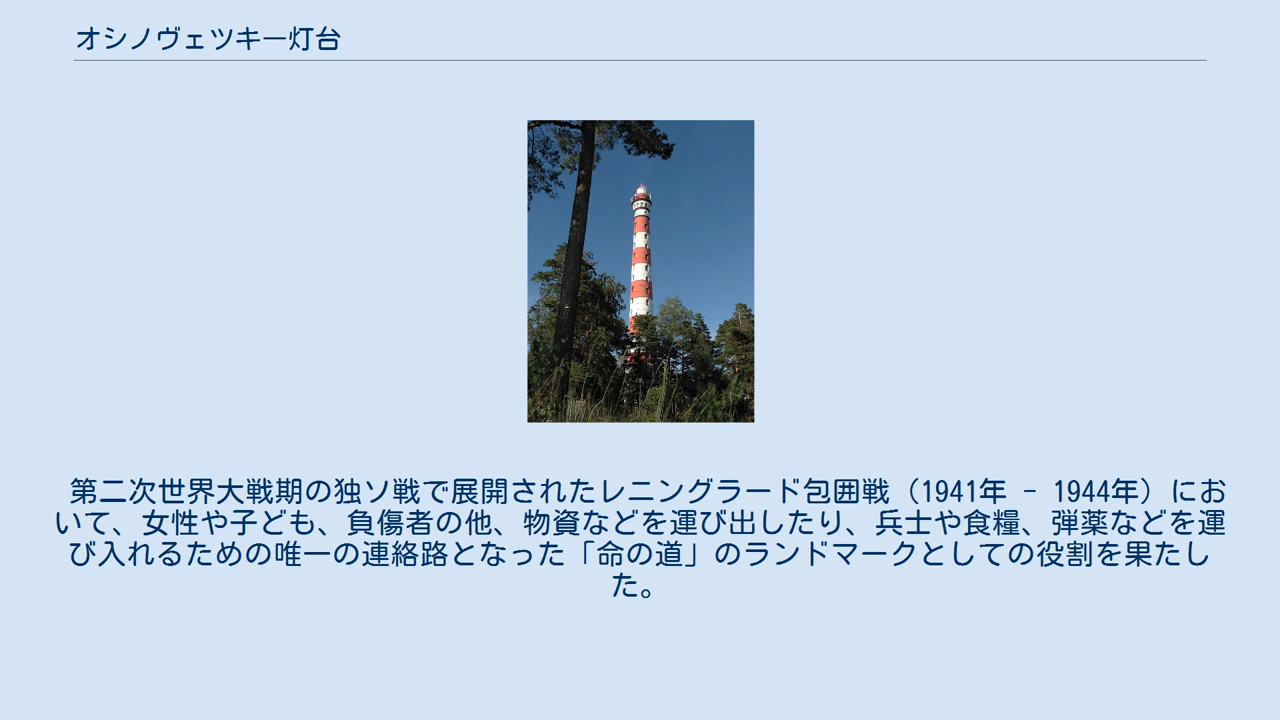 オシノヴェツキー灯台
第二次世界大戦期の独ソ戦で展開されたレニングラード包囲戦（1941年 - 1944年）にお
いて、女性や子ども、負傷者の他、物資などを運び出したり、兵士や食糧、弾薬などを運
び入れるための唯一の連絡路となった「命の道」のランドマークとしての役割を果たし
た。